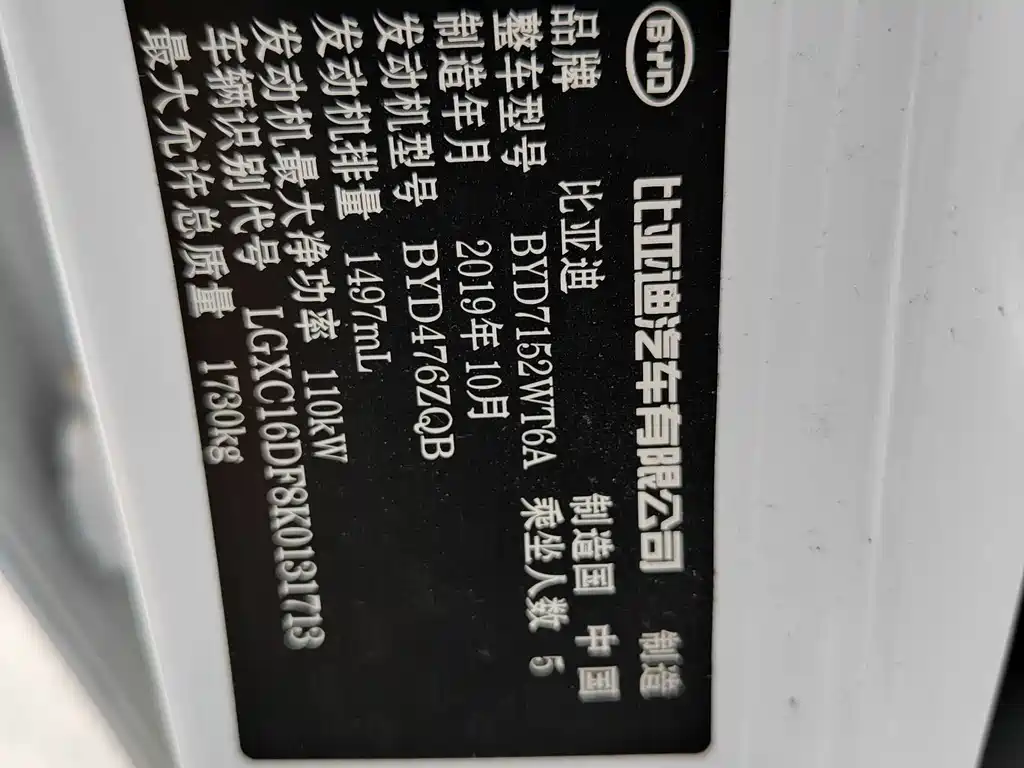 BYD 比亚迪汽车有限公司 制造
品牌 比亚迪 制造国 中国
整车型号 BYD7152WT6A 乘坐人数 5
制造年月 2019年10月
发动机型号 BYD476ZQB
发动机排量 1497mL
发动机最大净功率 110kW
车辆识别代号 LGXC16DF8K0131713
最大允许总质量 1730kg